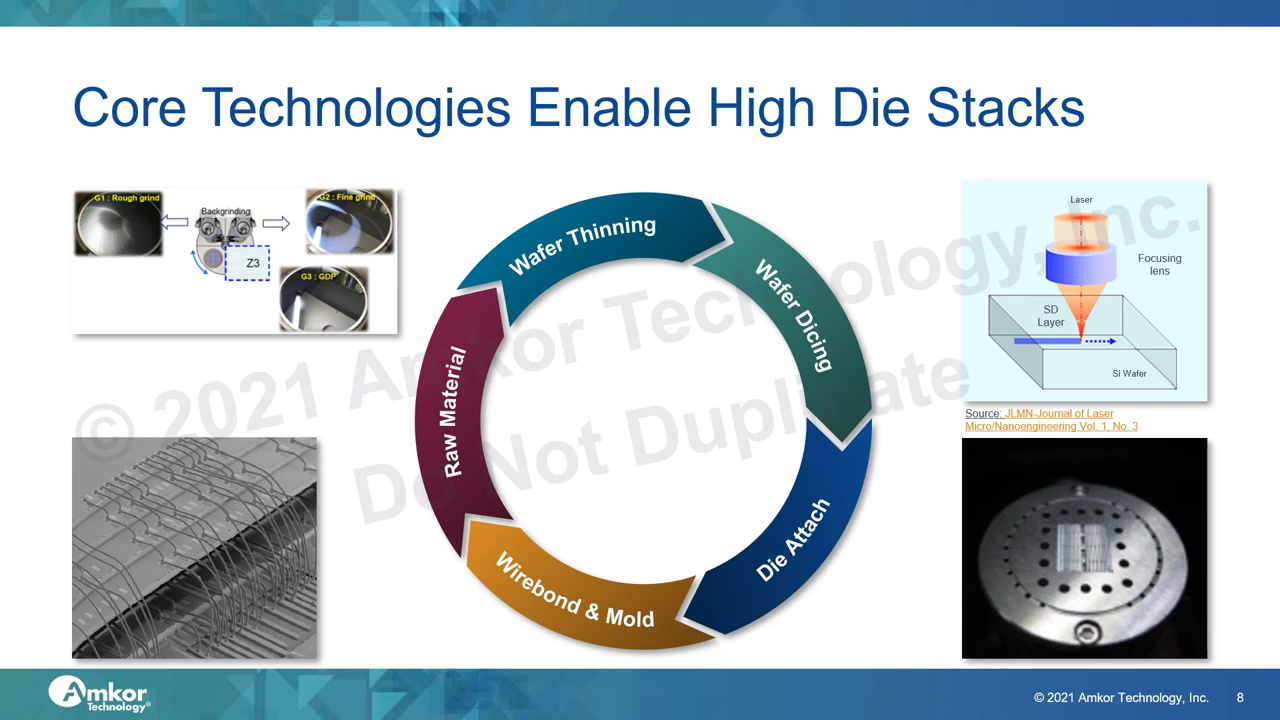 Core Technologies Enable High Die Stacks
G1 : Rough grind
Backgrinding
G2 : Fine grind
Z3
G3 : GDP
Wafer Thinning
Wafer Dicing
Die Attach
Wirebond & Mold
Raw Material
Laser
Focusing
lens
SD
Layer
Si Wafer
Source: JLMN-Journal of Laser
Micro/Nanoengineering Vol. 1, No. 3
© 2021 Amkor Technology, Inc.
Do Not Duplicate
Amkor
Technology®
© 2021 Amkor Technology, Inc.
8